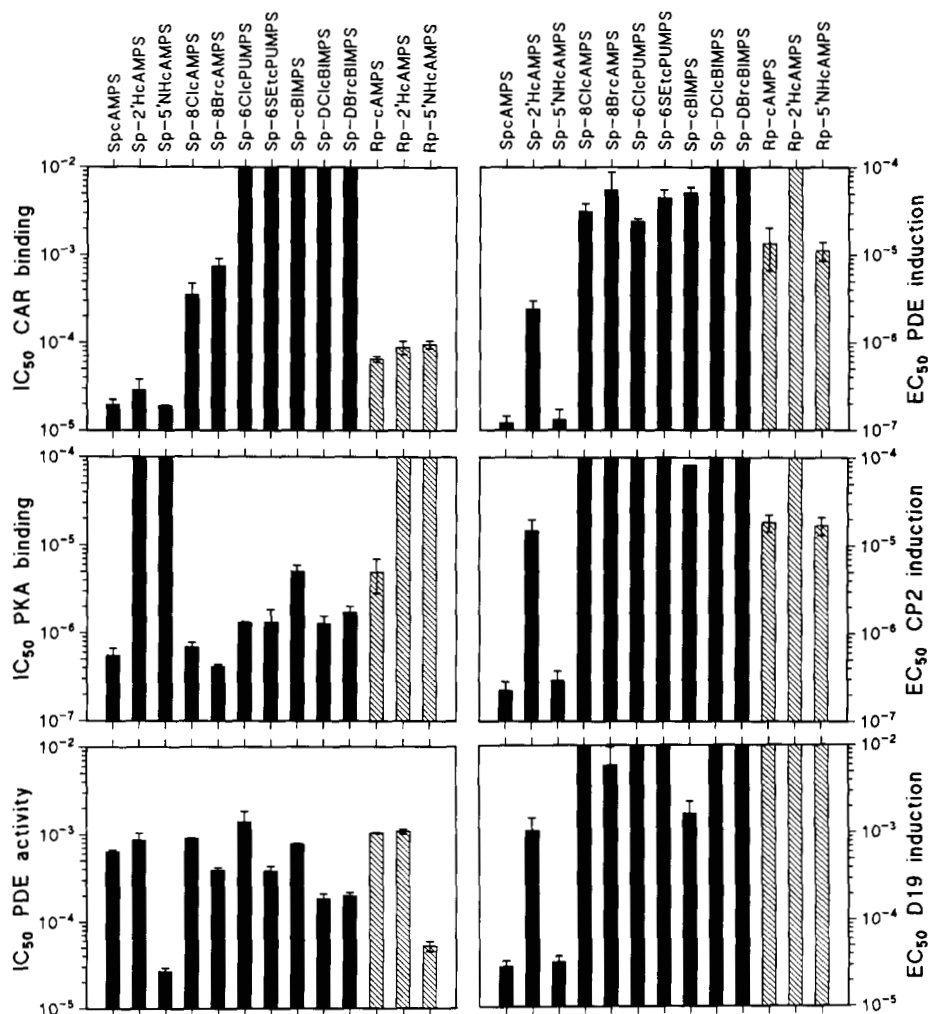 SpcAMPS
Sp-2'HcAMPS
Sp-5'NHcAMPS
Sp-8ClcAMPS
Sp-8BrcAMPS
Sp-6ClcPUMPS
Sp-6SEtcPUMPS
Sp-cBIMPS
Sp-DClcBIMPS
Sp-DBrcBIMPS
Rp-cAMPS
Rp-2'HcAMPS
Rp-5'NHcAMPS
SpcAMPS
Sp-2'HcAMPS
Sp-5'NHcAMPS
Sp-8ClcAMPS
Sp-8BrcAMPS
Sp-6ClcPUMPS
Sp-6SEtcPUMPS
Sp-cBIMPS
Sp-DClcBIMPS
Sp-DBrcBIMPS
Rp-cAMPS
Rp-2'HcAMPS
Rp-5'NHcAMPS
IC50 CAR binding
10-2
10-3
10-4
10-5
10-4
10-5
10-6
10-7
EC50 PDE induction
IC50 PKA binding
10-4
10-5
10-6
10-7
10-4
10-5
10-6
10-7
EC50 CP2 induction
IC50 PDE activity
10-2
10-3
10-4
10-5
10-2
10-3
10-4
10-5
EC50 D19 induction